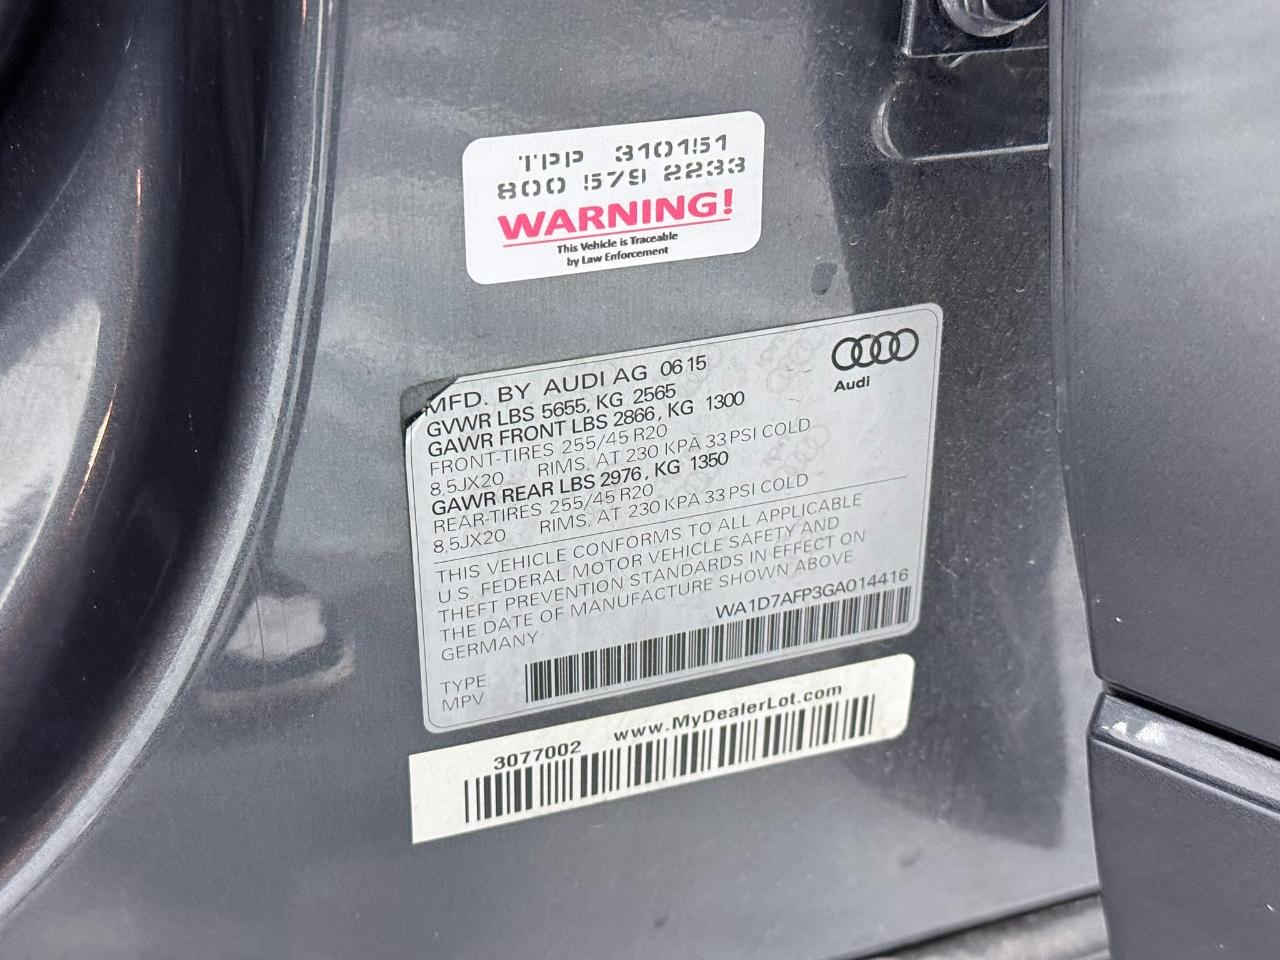 TPP 310151
800 579 2233
WARNING!
This Vehicle is Traceable
by Law Enforcement
Audi
MFD. BY AUDI AG 0615
GVWR LBS 5655, KG 2565
GAWR FRONT LBS 2866, KG 1300
FRONT-TIRES 255/45 R20
8,5JX20 RIMS, AT 230 KPA 33 PSI COLD
GAWR REAR LBS 2976, KG 1350
REAR-TIRES 255/45 R20
8,5JX20 RIMS, AT 230 KPA 33 PSI COLD
THIS VEHICLE CONFORMS TO ALL APPLICABLE
U.S. FEDERAL MOTOR VEHICLE SAFETY AND
THEFT PREVENTION STANDARDS IN EFFECT ON
THE DATE OF MANUFACTURE SHOWN ABOVE
GERMANY WA1D7AFP3GA014416
TYPE:
MPV
3077002 www.MyDealerLot.com